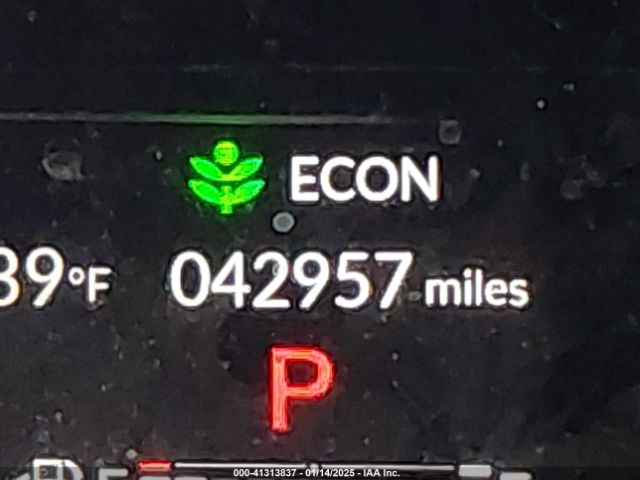 ECON
39°F 042957 miles
P
000-41313837 - 01/14/2025 - IAA Inc.